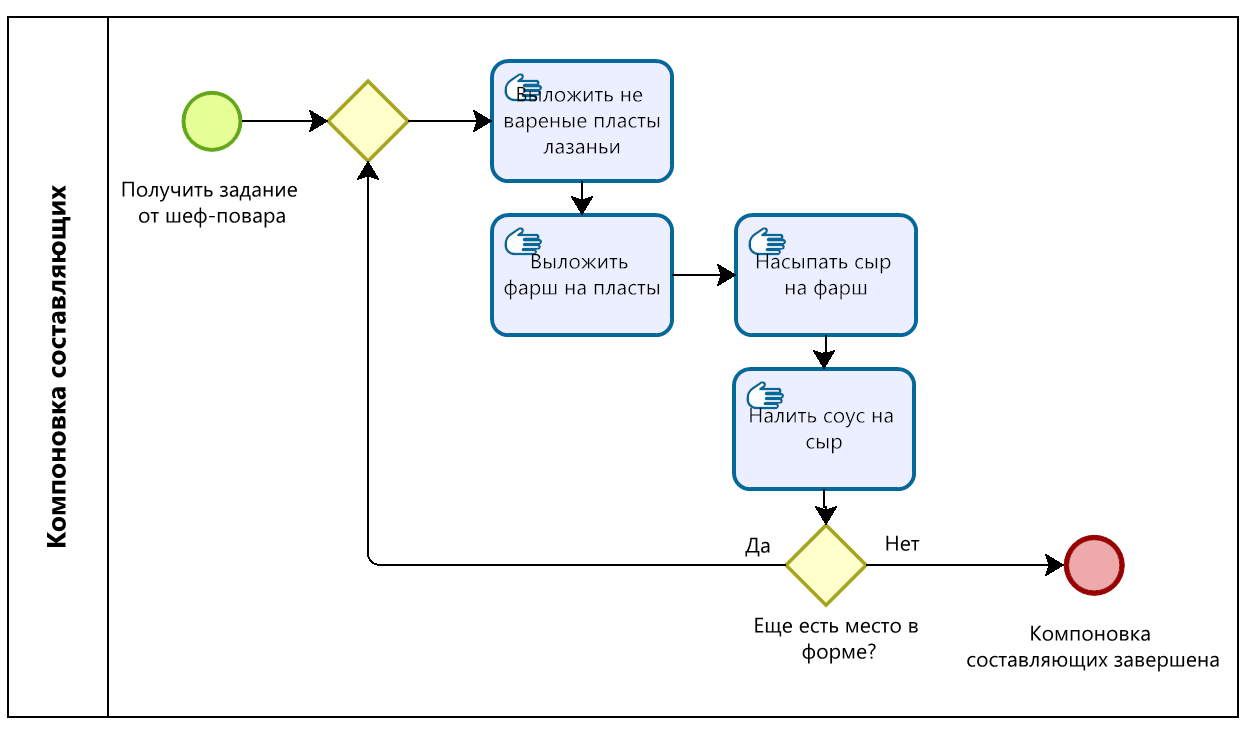 Компоновка составляющих
Получить задание
от шеф-повара
Выложить не
вареные пласты
лазаньи
Выложить
фарш на пласты
Насыпать сыр
на фарш
Налить соус на
сыр
Да
Нет
Еще есть место в
форме?
Компоновка
составляющих завершена